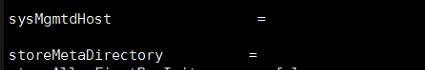 sysMgmtdHost =
storeMetaDirectory =